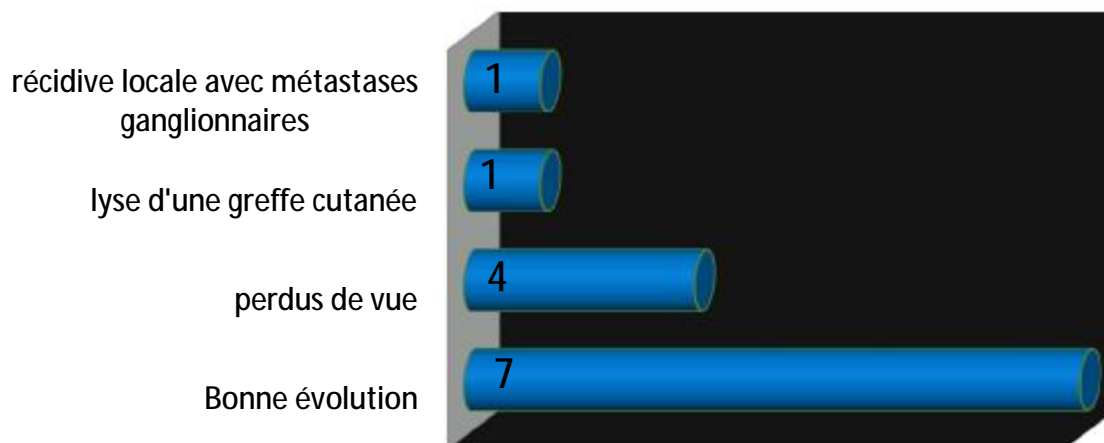 récidive locale avec métastases
ganglionnaires
1
lyse d'une greffe cutanée
1
perdus de vue
4
Bonne évolution
7